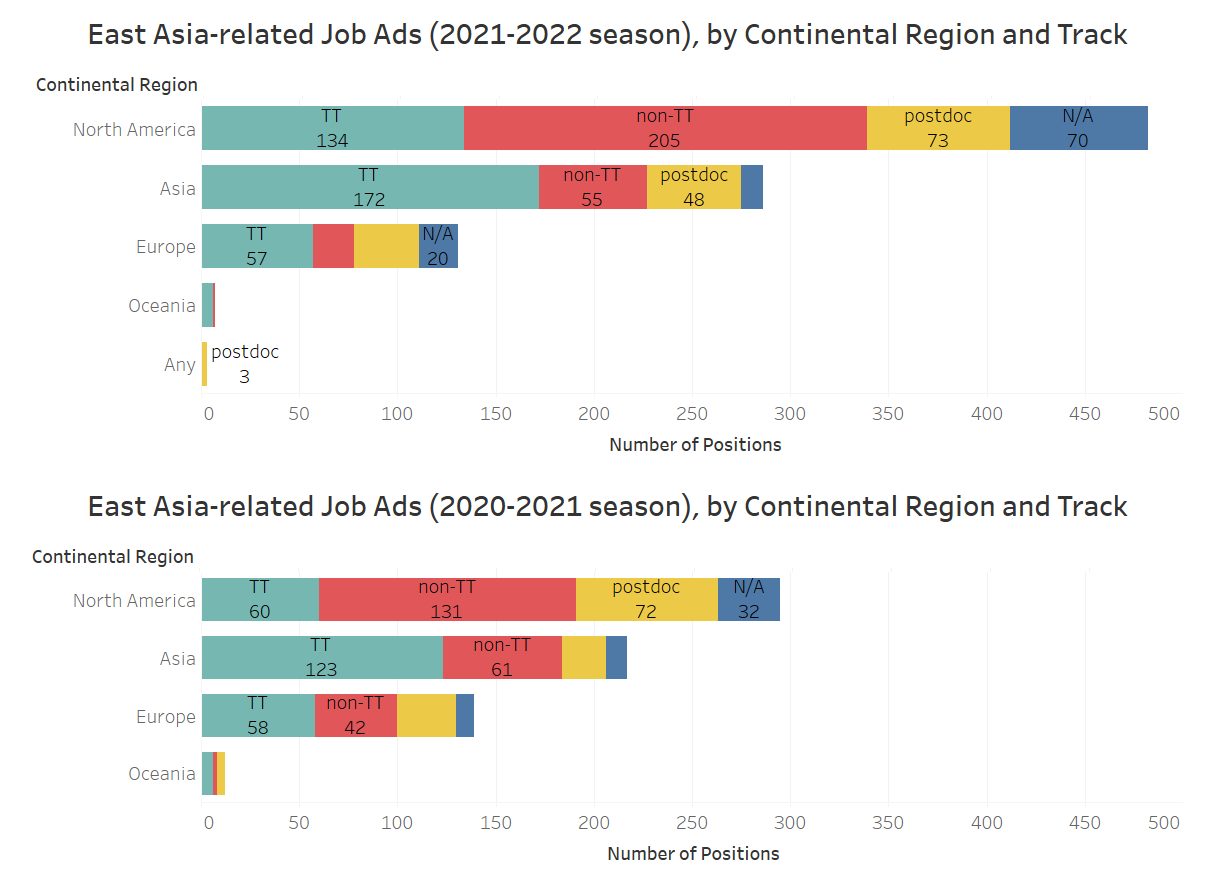 East Asia-related Job Ads (2021-2022 season), by Continental Region and Track
Continental Region
North America
TT
134
non-TT
205
postdoc
73
N/A
70
Asia
TT
172
non-TT
55
postdoc
48
Europe
TT
57
N/A
20
Oceania
Any
postdoc
3
0 50 100 150 200 250 300 350 400 450 500
Number of Positions
East Asia-related Job Ads (2020-2021 season), by Continental Region and Track
Continental Region
North America
TT
60
non-TT
131
postdoc
72
N/A
32
Asia
TT
123
non-TT
61
Europe
TT
58
non-TT
42
Oceania
0 50 100 150 200 250 300 350 400 450 500
Number of Positions